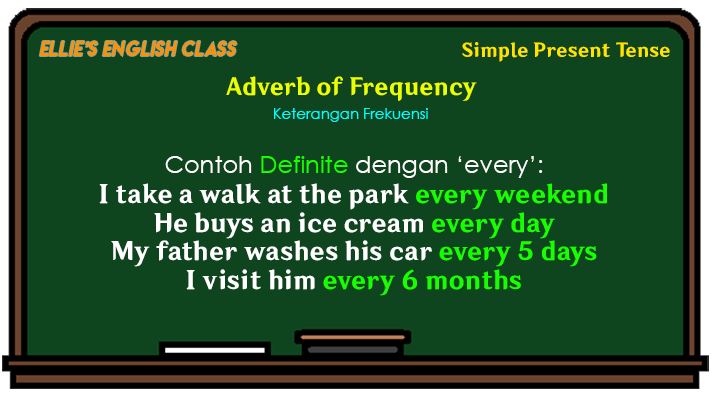 ELLIE'S ENGLISH CLASS
Simple Present Tense
Adverb of Frequency
Keterangan Frekuensi
Contoh Definite dengan ‘every’:
I take a walk at the park every weekend
He buys an ice cream every day
My father washes his car every 5 days
I visit him every 6 months